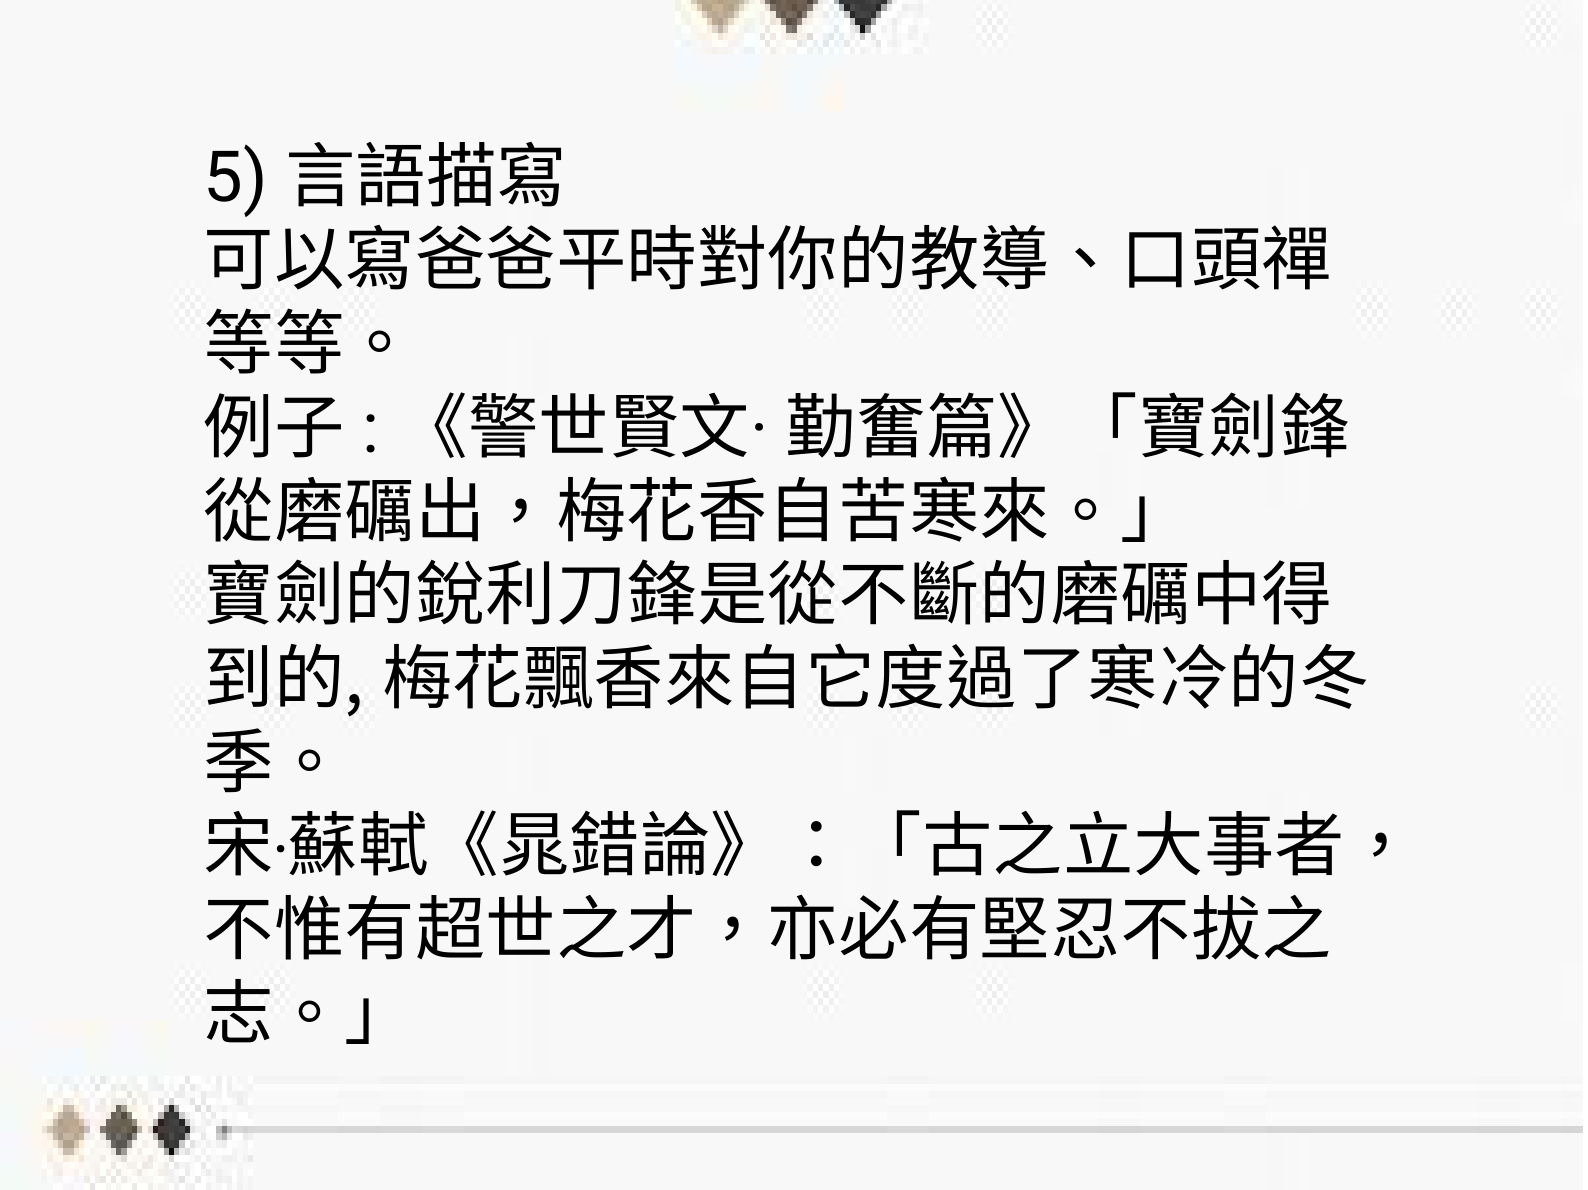 5) 言語描寫
可以寫爸爸平時對你的教導、口頭禪
等等。
例子 : 《警世賢文· 勤奮篇》「寶劍鋒
從磨礪出，梅花香自苦寒來。」
寶劍的銳利刀鋒是從不斷的磨礪中得
到的, 梅花飄香來自它度過了寒冷的冬
季。
宋·蘇軾《晁錯論》：「古之立大事者，
不惟有超世之才，亦必有堅忍不拔之
志。」